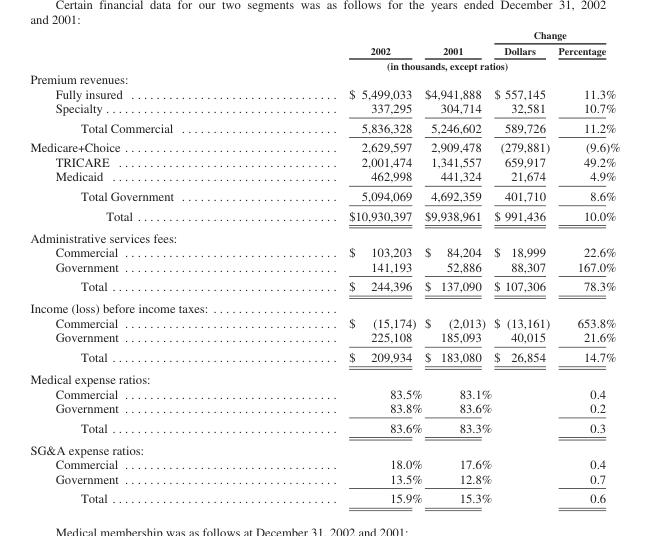 Certain financial data for our two segments was as follows for the years ended December 31, 2002
and 2001:
Change
2002 2001 Dollars Percentage
(in thousands, except ratios)
Premium revenues:
Fully insured ................................. $ 5,499,033 $4,941,888 $ 557,145 11.3%
Specialty ..................................... 337,295 304,714 32,581 10.7%
Total Commercial ......................... 5,836,328 5,246,602 589,726 11.2%
Medicare+Choice .................................. 2,629,597 2,909,478 (279,881) (9.6)%
TRICARE ................................... 2,001,474 1,341,557 659,917 49.2%
Medicaid .................................... 462,998 441,324 21,674 4.9%
Total Government ......................... 5,094,069 4,692,359 401,710 8.6%
Total .................................... $10,930,397 $9,938,961 $ 991,436 10.0%
Administrative services fees:
Commercial .................................. $ 103,203 $ 84,204 $ 18,999 22.6%
Government .................................. 141,193 52,886 88,307 167.0%
Total .................................... $ 244,396 $ 137,090 $ 107,306 78.3%
Income (loss) before income taxes: ....................
Commercial .................................. $ (15,174) $ (2,013) $ (13,161) 653.8%
Government .................................. 225,108 185,093 40,015 21.6%
Total .................................... $ 209,934 $ 183,080 $ 26,854 14.7%
Medical expense ratios:
Commercial .................................. 83.5% 83.1% 0.4
Government .................................. 83.8% 83.6% 0.2
Total .................................... 83.6% 83.3% 0.3
SG&A expense ratios:
Commercial .................................. 18.0% 17.6% 0.4
Government .................................. 13.5% 12.8% 0.7
Total .................................... 15.9% 15.3% 0.6
Medical membership was as follows at December 31, 2002 and 2001: